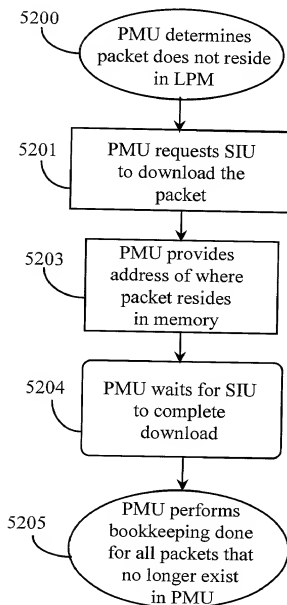 5200
PMU determines
packet does not reside
in LPM
5201
PMU requests SIU
to download the
packet
5203
PMU provides
address of where
packet resides
in memory
5204
PMU waits for SIU
to complete
download
5205
PMU performs
bookkeeping done
for all packets that
no longer exist
in PMU